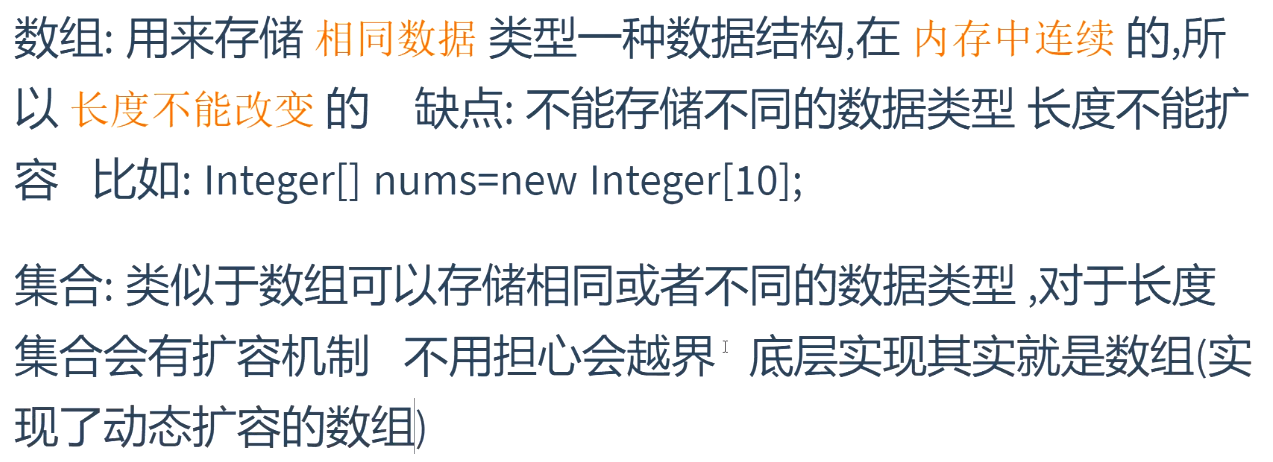 数组: 用来存储 相同数据 类型一种数据结构,在 内存中连续 的,所
以 长度不能改变 的 缺点: 不能存储不同的数据类型 长度不能扩
容 比如: Integer[] nums=new Integer[10];
集合: 类似于数组可以存储相同或者不同的数据类型 ,对于长度
集合会有扩容机制 不用担心会越界 底层实现其实就是数组(实
现了动态扩容的数组)